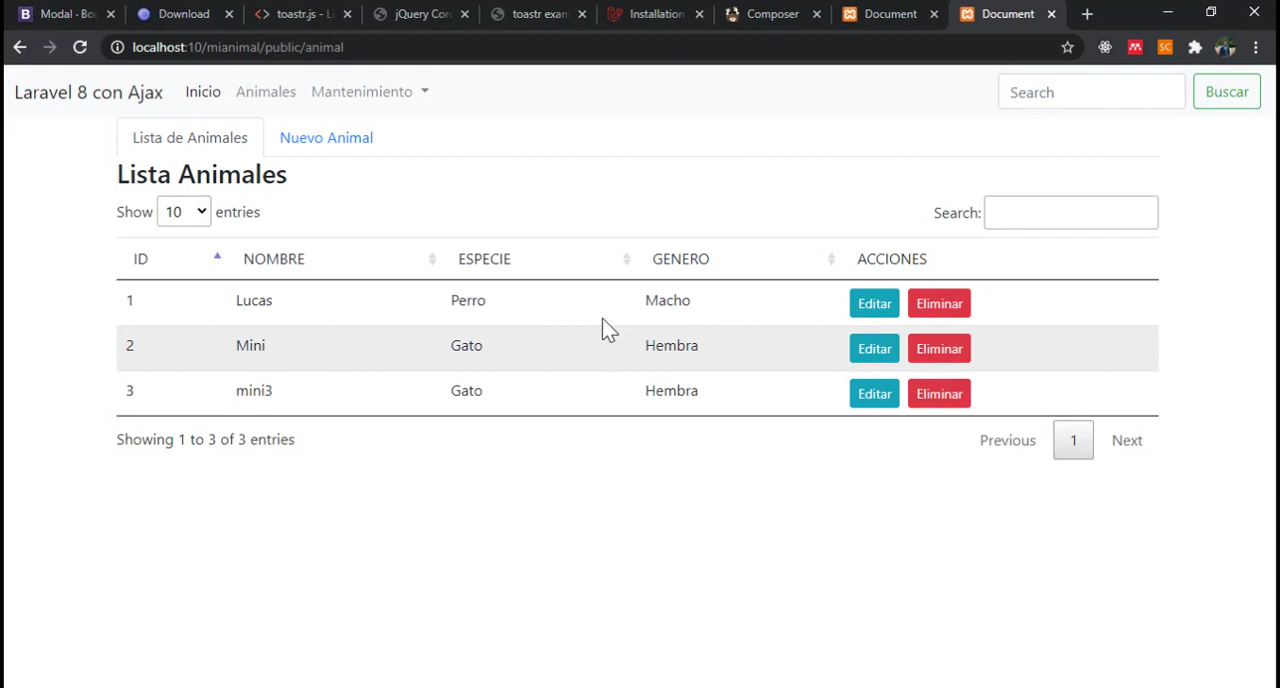 Modal · Bo
Download
toastr.js - Li
jQuery Con
toastr exam
Installation
Composer
Document
Document
localhost:10/mianimal/public/animal
SC
Laravel 8 con Ajax Inicio Animales Mantenimiento Search Buscar
Lista de Animales Nuevo Animal
Lista Animales
Show 10 entries Search:
ID NOMBRE ESPECIE GENERO ACCIONES
1 Lucas Perro Macho Editar Eliminar
2 Mini Gato Hembra Editar Eliminar
3 mini3 Gato Hembra Editar Eliminar
Showing 1 to 3 of 3 entries Previous 1 Next